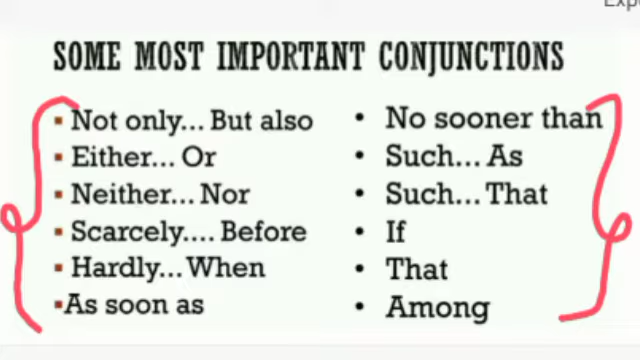 Exp
SOME MOST IMPORTANT CONJUNCTIONS
▪ Not only... But also
▪ Either... Or
▪ Neither... Nor
▪ Scarcely.... Before
▪ Hardly... When
▪As soon as
• No sooner than
• Such... As
• Such... That
• If
• That
• Among